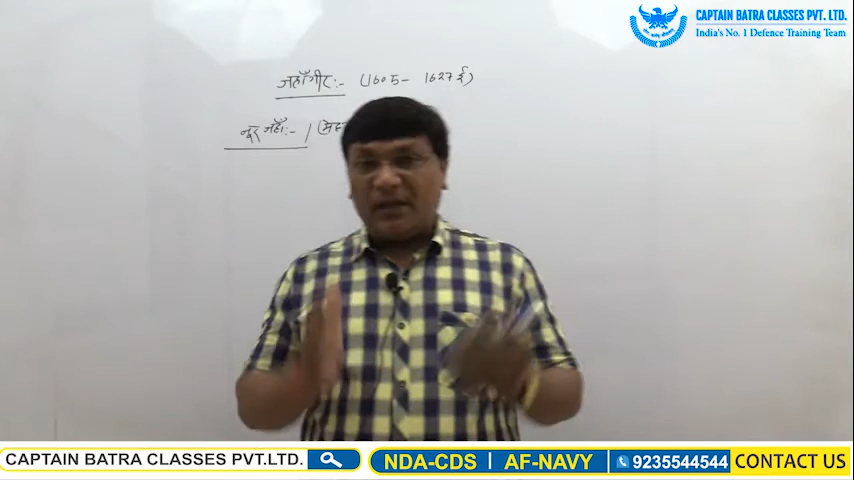 CAPTAIN BATRA CLASSES PVT. LTD.
India's No. 1 Defence Training Team
जहाँगीर :- (1605 - 1627 ई)
नूरजहाँ :-
CAPTAIN BATRA CLASSES PVT.LTD.
NDA-CDS | AF-NAVY
9235544544
CONTACT US